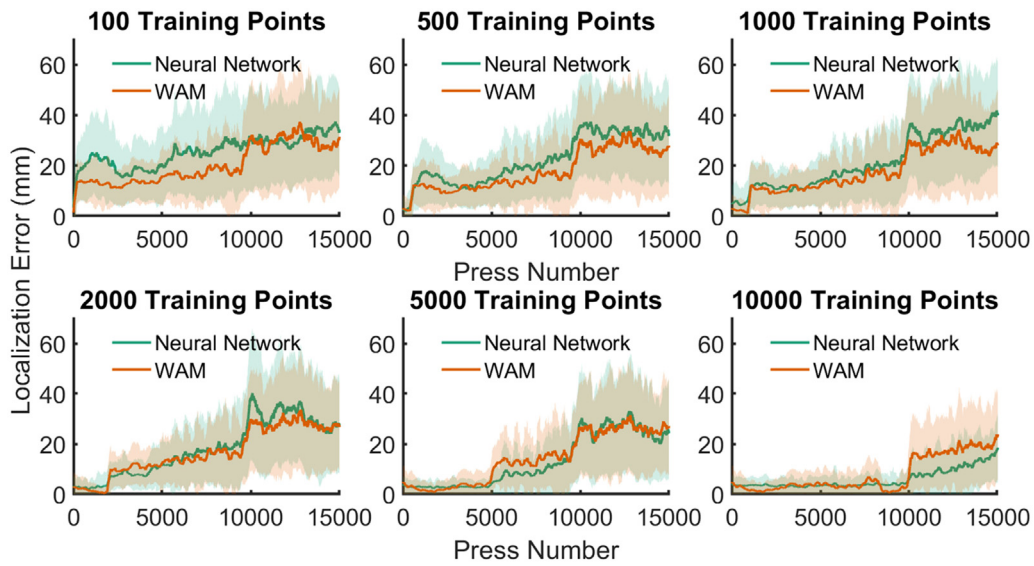 100 Training Points
500 Training Points
1000 Training Points
Localization Error (mm)
60
40
20
0
Neural Network
WAM
0
5000
10000
15000
60
40
20
0
Neural Network
WAM
0
5000
10000
15000
Press Number
60
40
20
0
Neural Network
WAM
0
5000
10000
15000
2000 Training Points
5000 Training Points
10000 Training Points
60
40
20
0
Neural Network
WAM
0
5000
10000
15000
60
40
20
0
Neural Network
WAM
0
5000
10000
15000
Press Number
60
40
20
0
Neural Network
WAM
0
5000
10000
15000